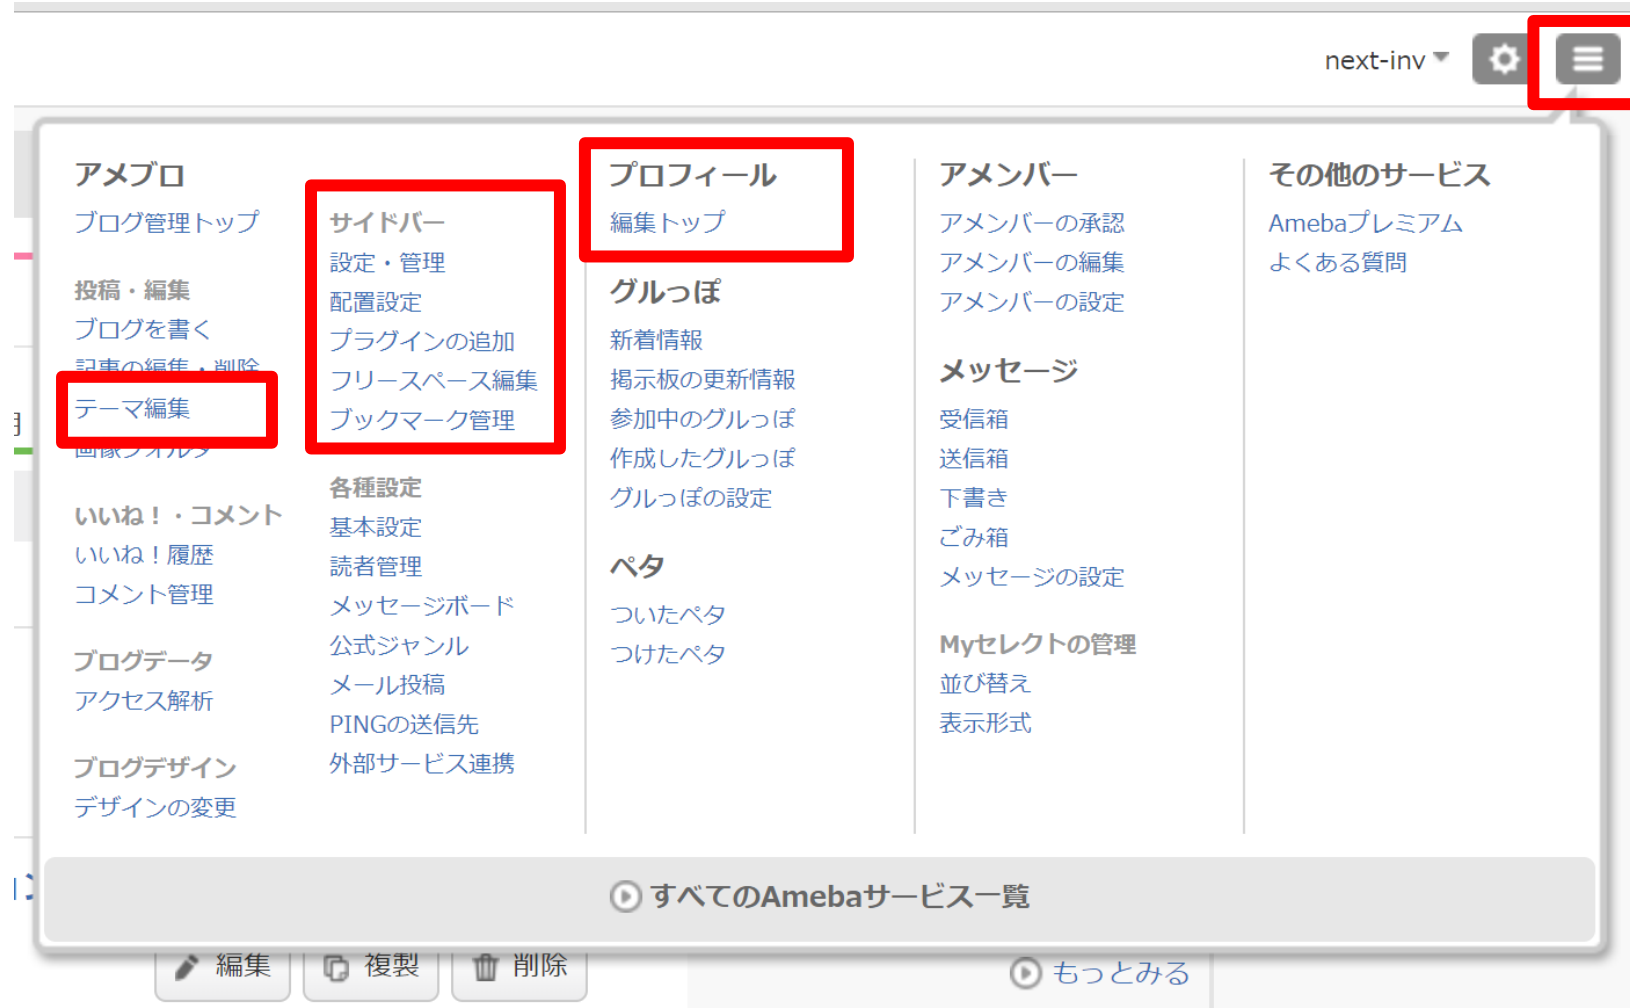 next-inv
アメブロ
ブログ管理トップ
投稿・編集
ブログを書く
記事の編集・削除
テーマ編集
画像フォルダ
いいね！・コメント
いいね！履歴
コメント管理
ブログデータ
アクセス解析
ブログデザイン
デザインの変更
サイドバー
設定・管理
配置設定
プラグインの追加
フリースペース編集
ブックマーク管理
各種設定
基本設定
読者管理
メッセージボード
公式ジャンル
メール投稿
PINGの送信先
外部サービス連携
プロフィール
編集トップ
グルっぽ
新着情報
掲示板の更新情報
参加中のグルっぽ
作成したグルっぽ
グルっぽの設定
ペタ
ついたペタ
つけたペタ
アメンバー
アメンバーの承認
アメンバーの編集
アメンバーの設定
メッセージ
受信箱
送信箱
下書き
ごみ箱
メッセージの設定
Myセレクトの管理
並び替え
表示形式
その他のサービス
Amebaプレミアム
よくある質問
すべてのAmebaサービス一覧
編集
複製
削除
もっとみる